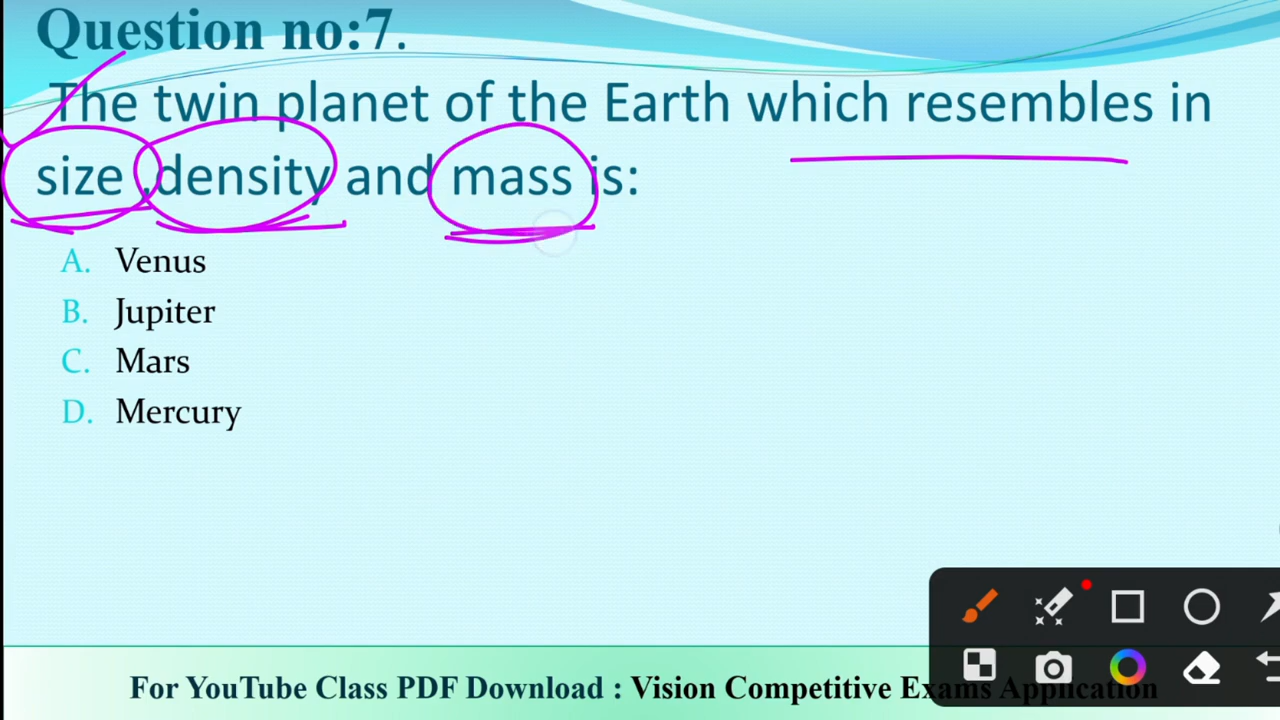 Question no:7.
The twin planet of the Earth which resembles in
size ,density and mass is:
A. Venus
B. Jupiter
C. Mars
D. Mercury
For YouTube Class PDF Download : Vision Competitive Exams Application